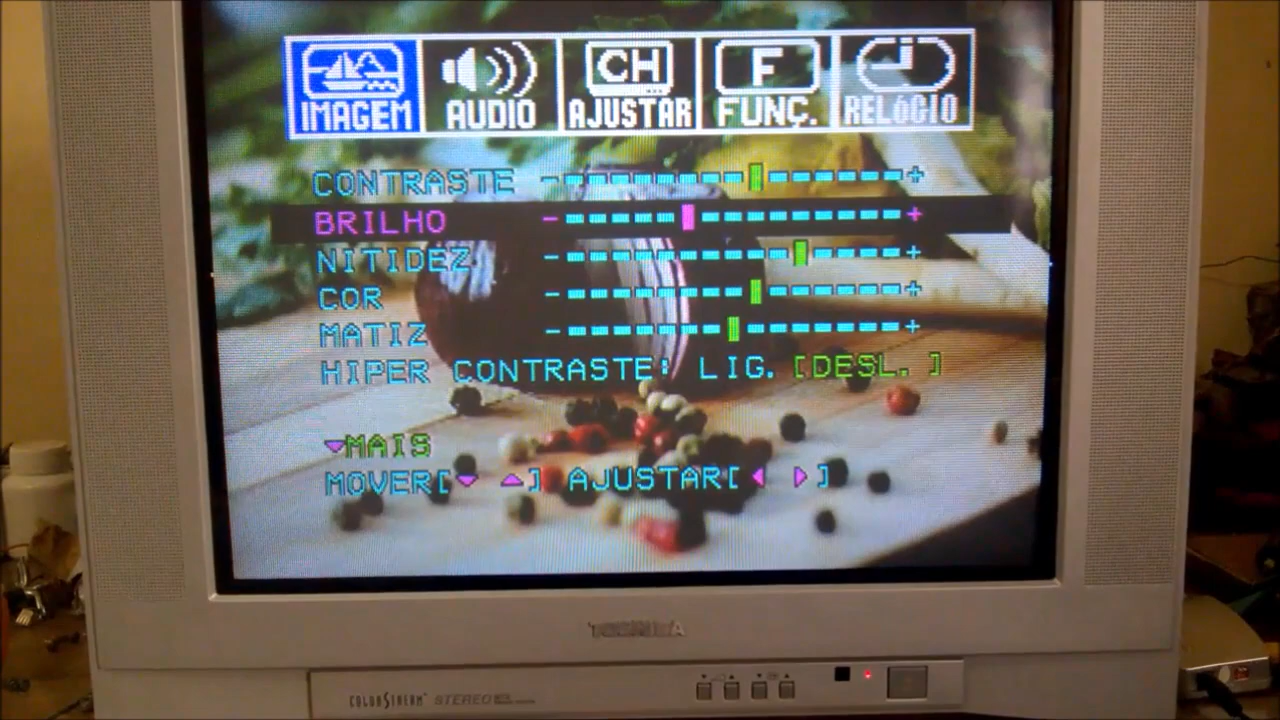 IMAGEM AUDIO CH AJUSTAR F FUNÇ. RELóGIO
CONTRASTE - +
BRILHO - +
NITIDEZ - +
COR - +
MATIZ - +
HIPER CONTRASTE: LIG. [DESL. ]
▼MAIS
MOVER[▼ ▲] AJUSTAR[◀ ▶]
TOSHIBA
COLORSTREAM STEREO